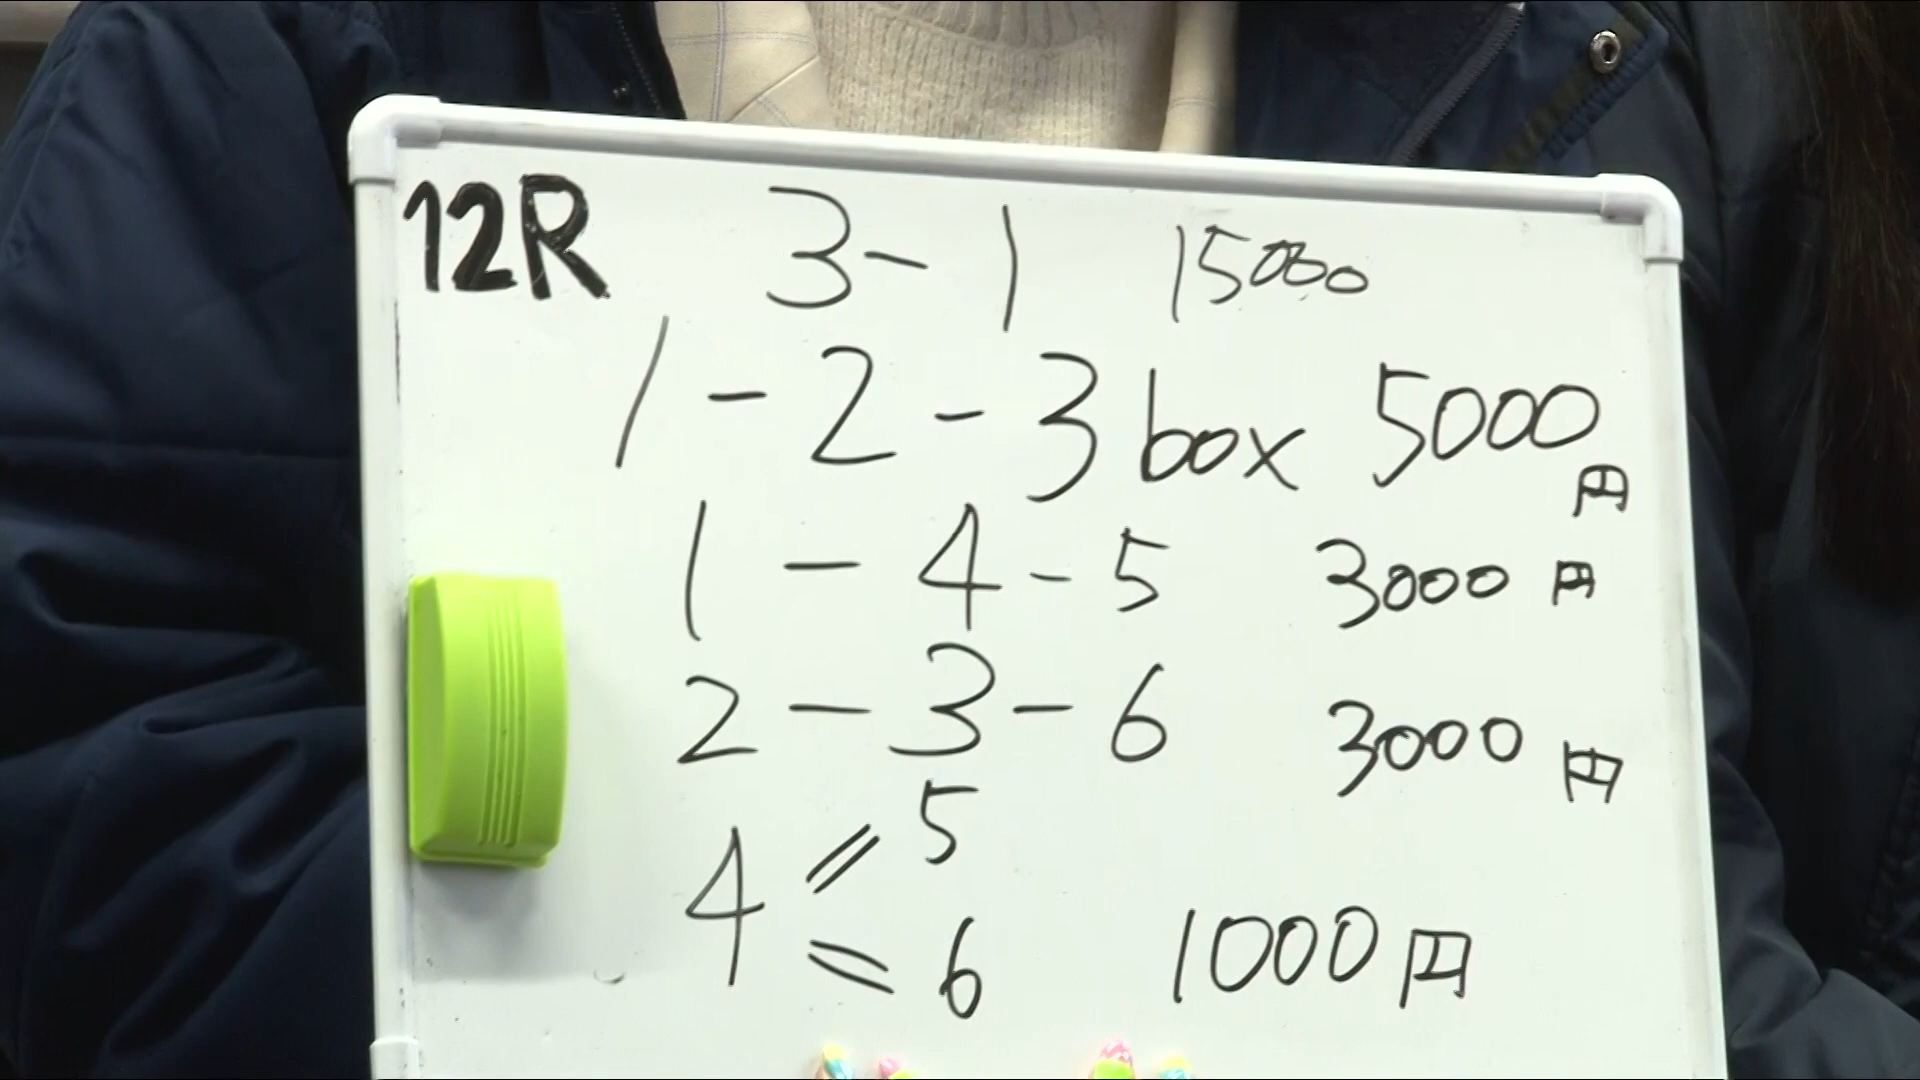 12R 3-1 15000
1-2-3 box 5000円
1-4-5 3000円
2-3-6 3000円
4 = 5
= 6 1000円